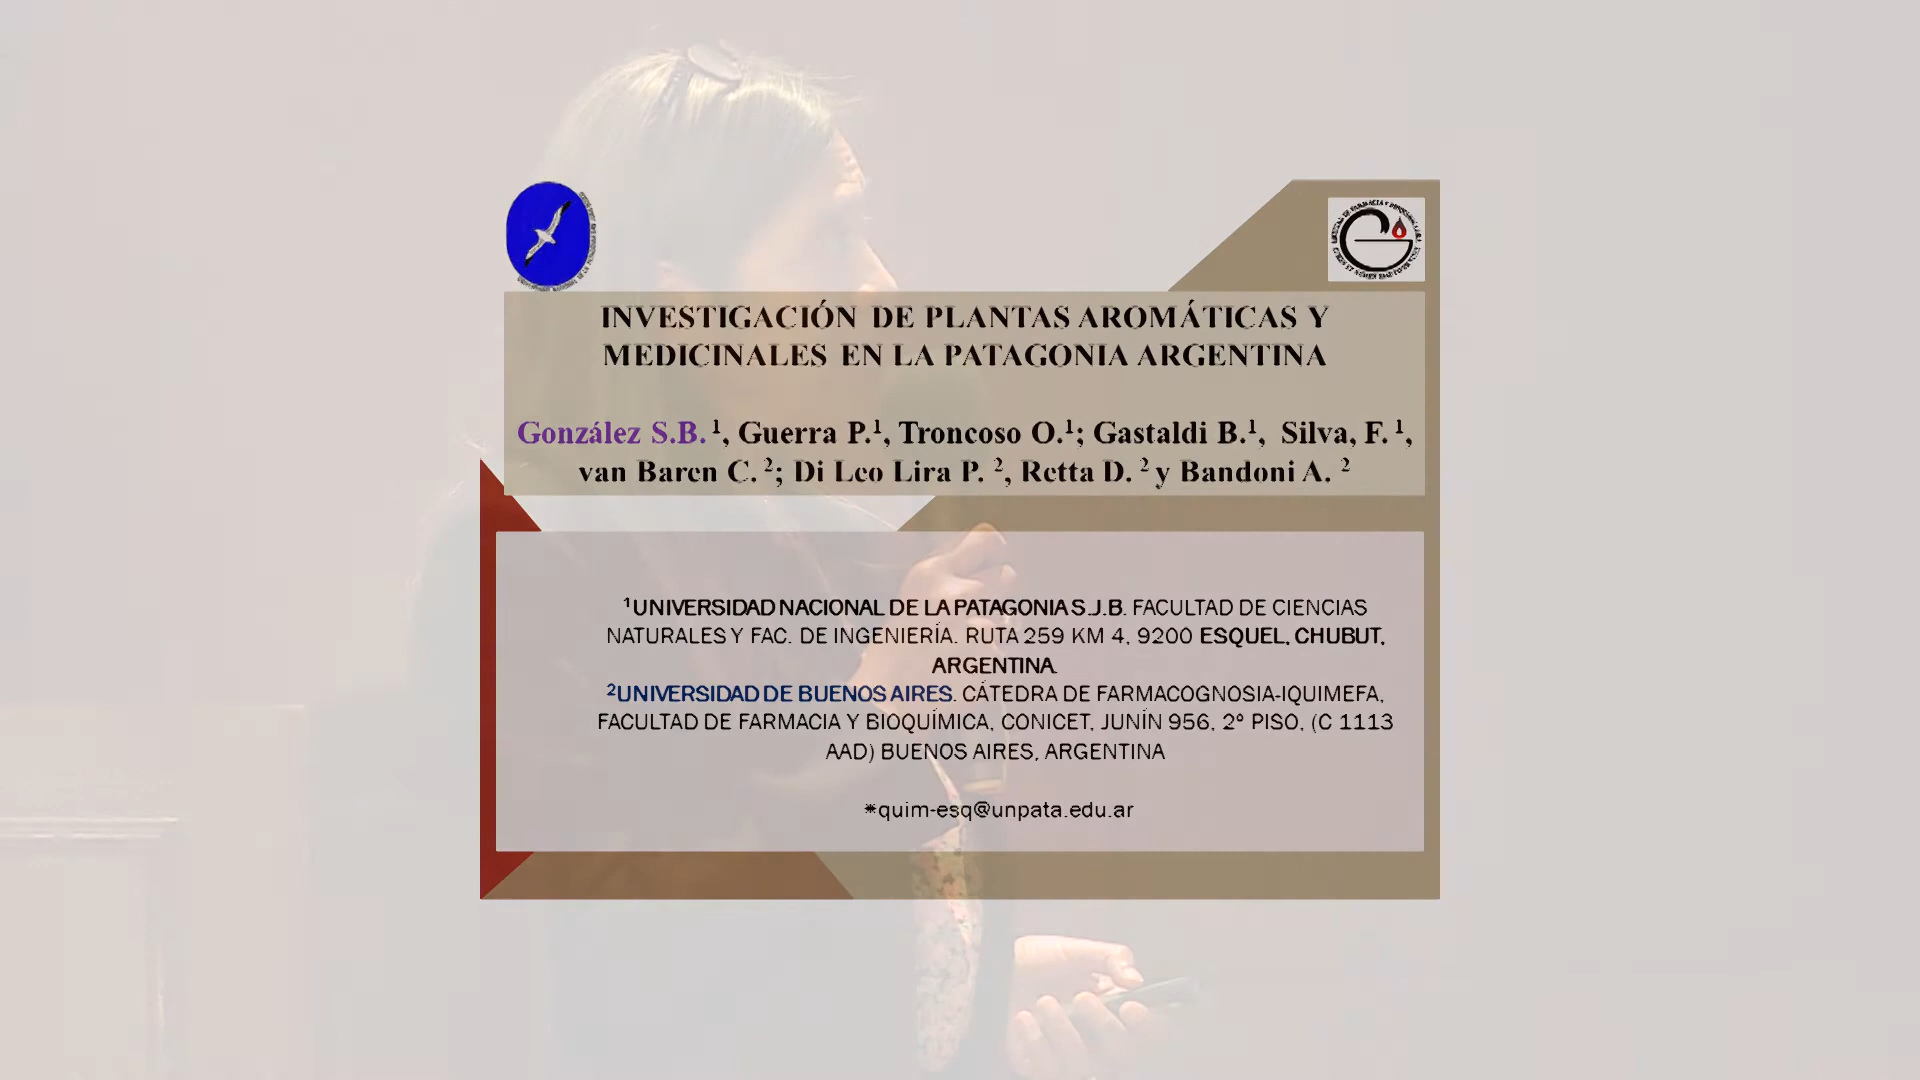 INVESTIGACIÓN DE PLANTAS AROMÁTICAS Y
MEDICINALES EN LA PATAGONIA ARGENTINA
González S.B. ¹, Guerra P.¹, Troncoso O.¹; Gastaldi B.¹, Silva, F. ¹,
van Baren C. ²; Di Leo Lira P. ², Retta D. ² y Bandoni A. ²
¹UNIVERSIDAD NACIONAL DE LA PATAGONIA S.J.B. FACULTAD DE CIENCIAS
NATURALES Y FAC. DE INGENIERÍA. RUTA 259 KM 4, 9200 ESQUEL, CHUBUT,
ARGENTINA.
²UNIVERSIDAD DE BUENOS AIRES. CÁTEDRA DE FARMACOGNOSIA-IQUIMEFA,
FACULTAD DE FARMACIA Y BIOQUÍMICA, CONICET, JUNÍN 956, 2º PISO, (C 1113
AAD) BUENOS AIRES, ARGENTINA
*quim-esq@unpata.edu.ar